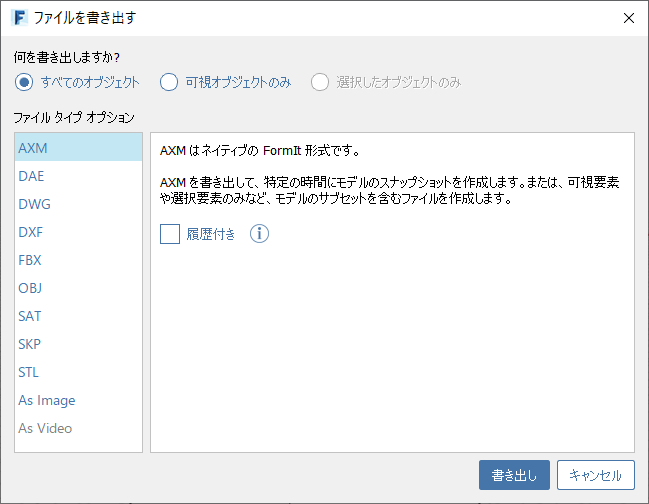 F ファイルを書き出す
何を書き出しますか?
すべてのオブジェクト 可視オブジェクトのみ 選択したオブジェクトのみ
ファイル タイプ オプション
AXM
DAE
DWG
DXF
FBX
OBJ
SAT
SKP
STL
As Image
As Video
AXM はネイティブの FormIt 形式です。
AXM を書き出して、特定の時間にモデルのスナップショットを作成します。または、可視要素
や選択要素のみなど、モデルのサブセットを含むファイルを作成します。
履歴付き
書き出し キャンセル